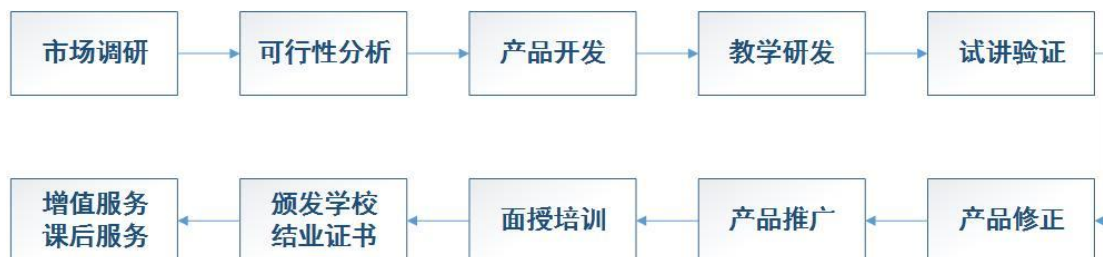 市场调研
可行性分析
产品开发
教学研发
试讲验证
产品修正
产品推广
面授培训
颁发学校
结业证书
增值服务
课后服务